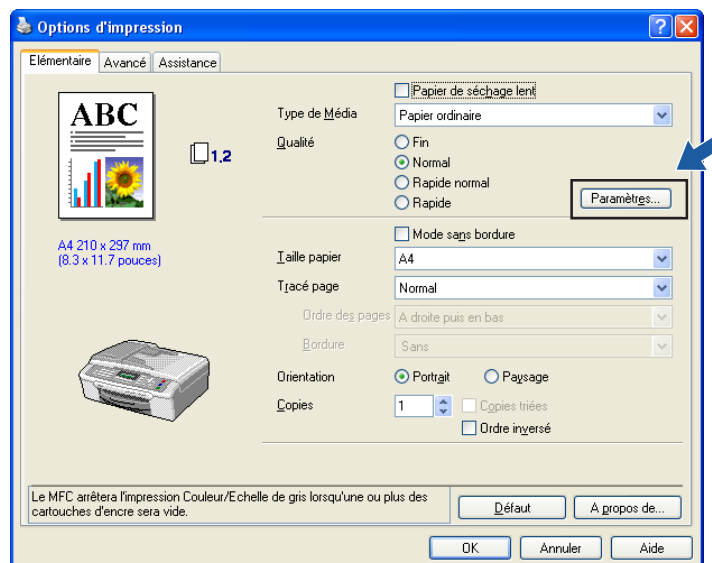 Options d'impression
Elémentaire Avancé Assistance
Papier de séchage lent
ABC
Type de Média Papier ordinaire
Qualité Fin
1.2
Normal
Rapide normal
Paramètres...
Rapide
Mode sans bordure
A4 210 x 297 mm
(8.3 x 11.7 pouces)
Taille papier A4
Tracé page Normal
Ordre des pages A droite puis en bas
Bordure Sans
Orientation Portrait Paysage
Copies 1 Copies triées
Ordre inversé
Le MFC arrêtera l'impression Couleur/Echelle de gris lorsqu'une ou plus des
cartouches d'encre sera vide.
Défaut A propos de...
OK Annuler Aide